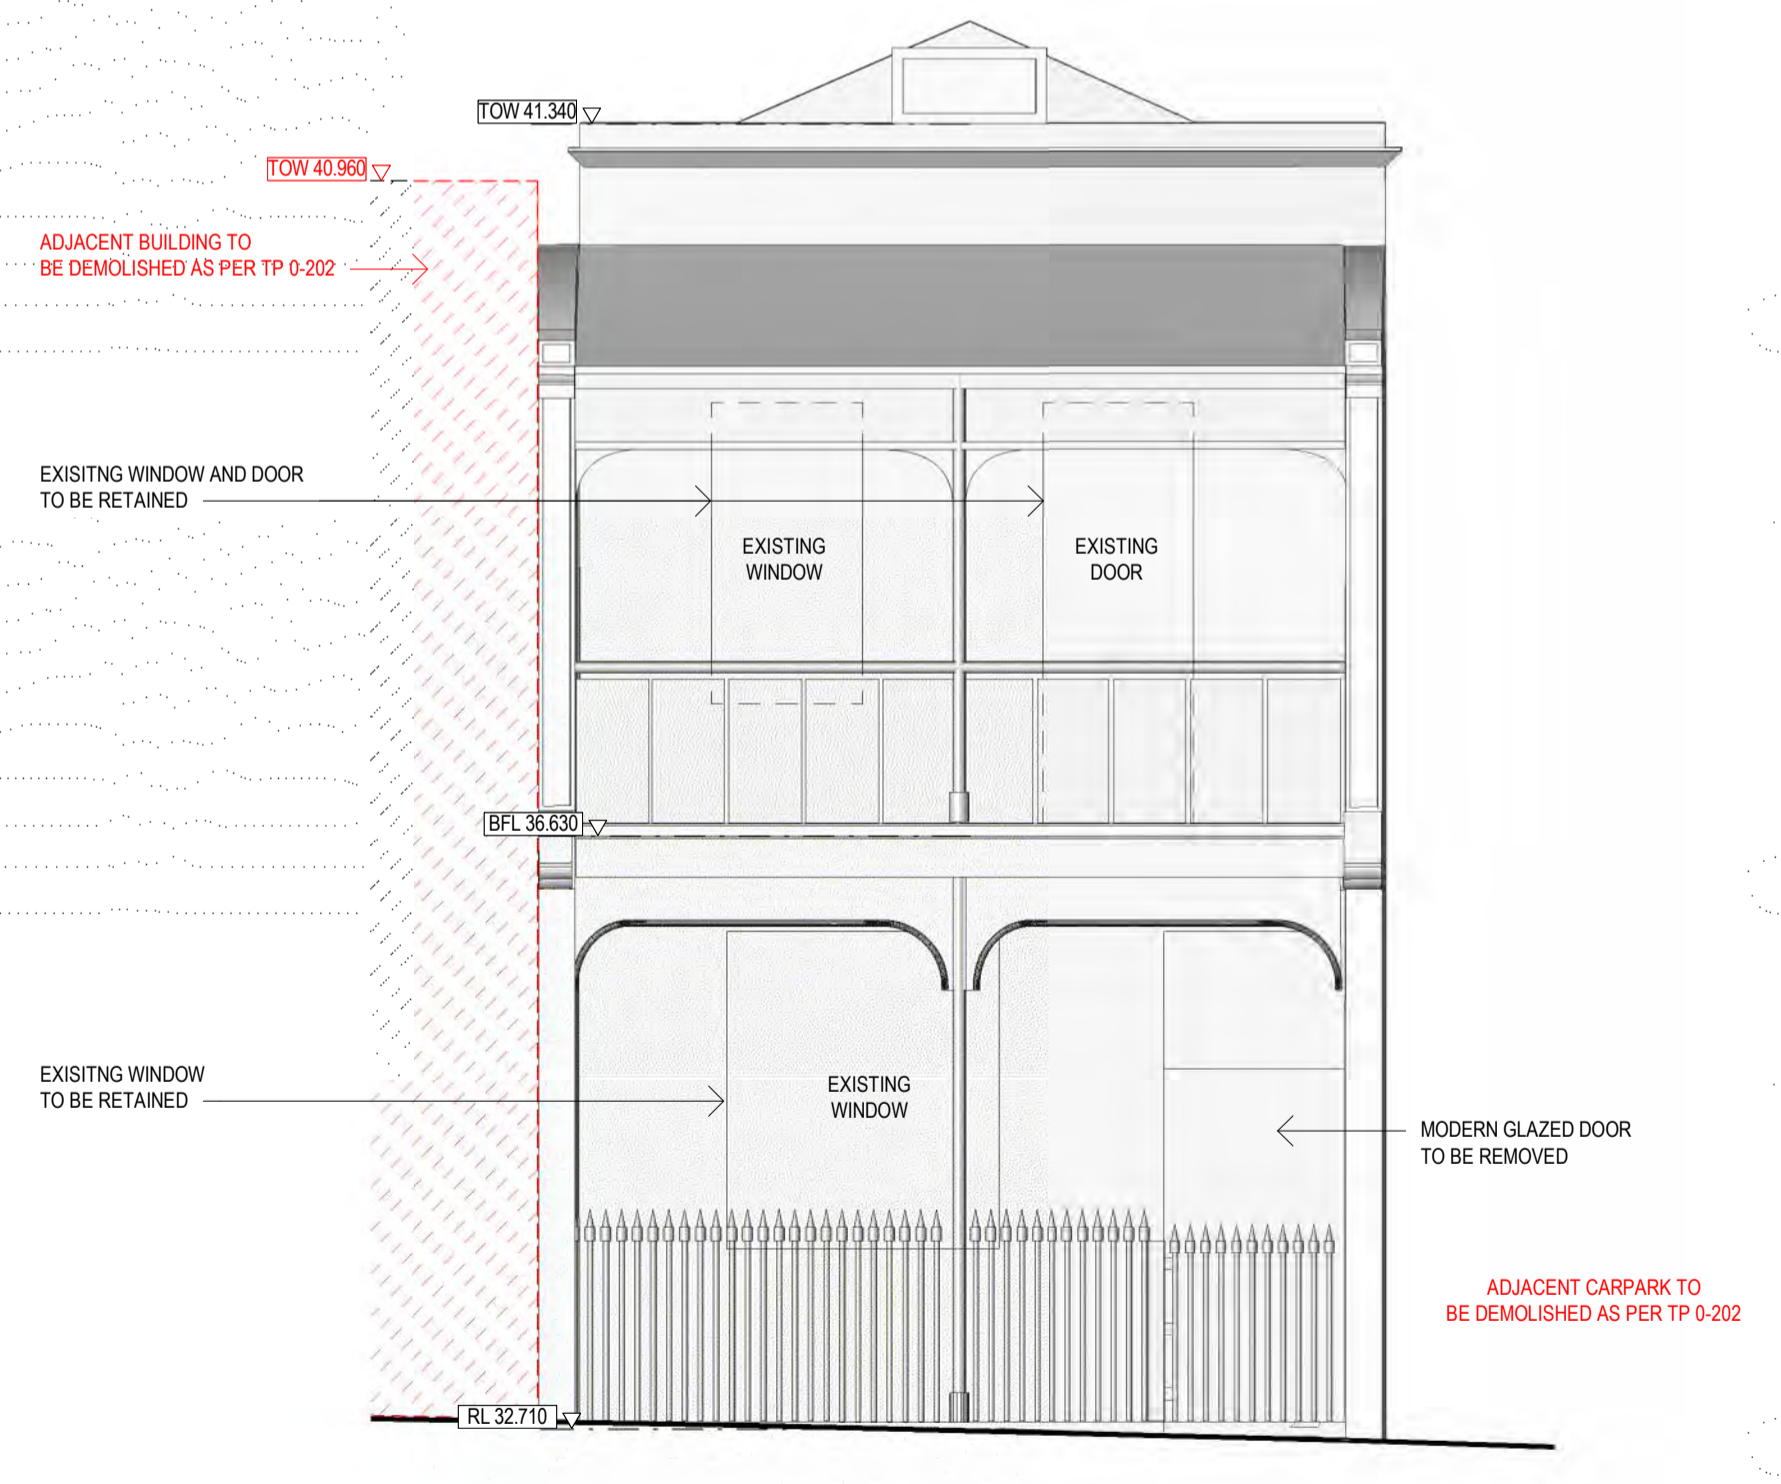 TOW 41.340
TOW 40.960
ADJACENT BUILDING TO
BE DEMOLISHED AS PER TP 0-202
EXISITNG WINDOW AND DOOR
TO BE RETAINED
EXISTING
WINDOW
EXISTING
DOOR
BFL 36.630
EXISITNG WINDOW
TO BE RETAINED
EXISTING
WINDOW
MODERN GLAZED DOOR
TO BE REMOVED
ADJACENT CARPARK TO
BE DEMOLISHED AS PER TP 0-202
RL 32.710